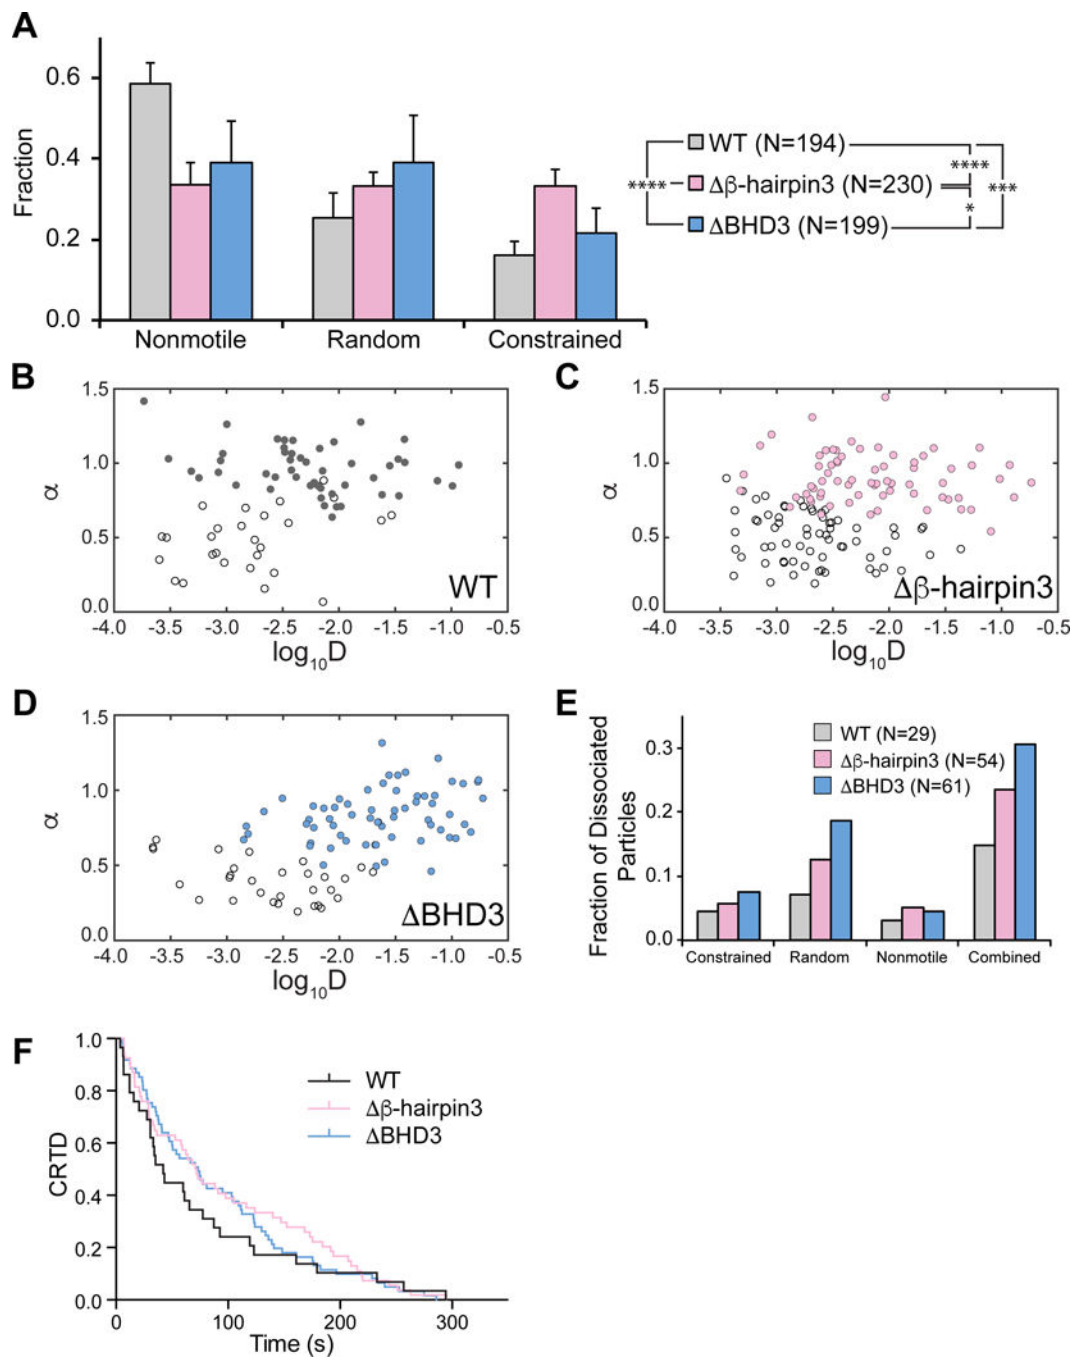 A
Fraction
0.6
0.4
0.2
0.0
Nonmotile Random Constrained
WT (N=194)
Δβ-hairpin3 (N=230)
ΔBHD3 (N=199)
****
****
***
*
B
α
1.5
1.0
0.5
0.0
WT
-4.0 -3.5 -3.0 -2.5 -2.0 -1.5 -1.0 -0.5
log10D
C
α
1.5
1.0
0.5
0.0
Δβ-hairpin3
-4.0 -3.5 -3.0 -2.5 -2.0 -1.5 -1.0 -0.5
log10D
D
α
1.5
1.0
0.5
0.0
ΔBHD3
-4.0 -3.5 -3.0 -2.5 -2.0 -1.5 -1.0 -0.5
log10D
E
Fraction of Dissociated
Particles
0.3
0.2
0.1
0.0
WT (N=29)
Δβ-hairpin3 (N=54)
ΔBHD3 (N=61)
Constrained Random Nonmotile Combined
F
CRTD
1.0
0.8
0.6
0.4
0.2
0.0
WT
Δβ-hairpin3
ΔBHD3
0 100 200 300
Time (s)